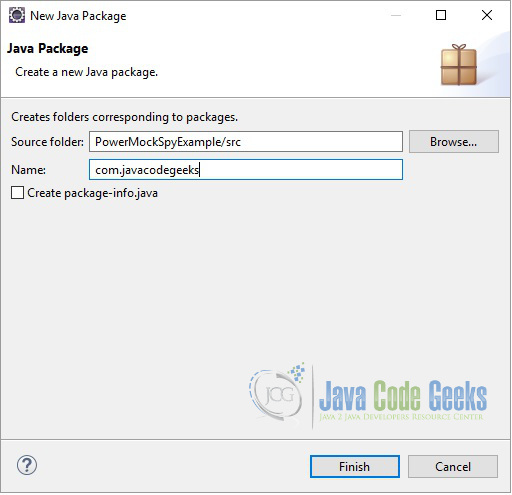 New Java Package
Java Package
Create a new Java package.
Creates folders corresponding to packages.
Source folder: PowerMockSpyExample/src Browse...
Name: com.javacodegeeks
Create package-info.java
JCG Java Code Geeks
Java 2 Java Developers Resource Center
? Finish Cancel